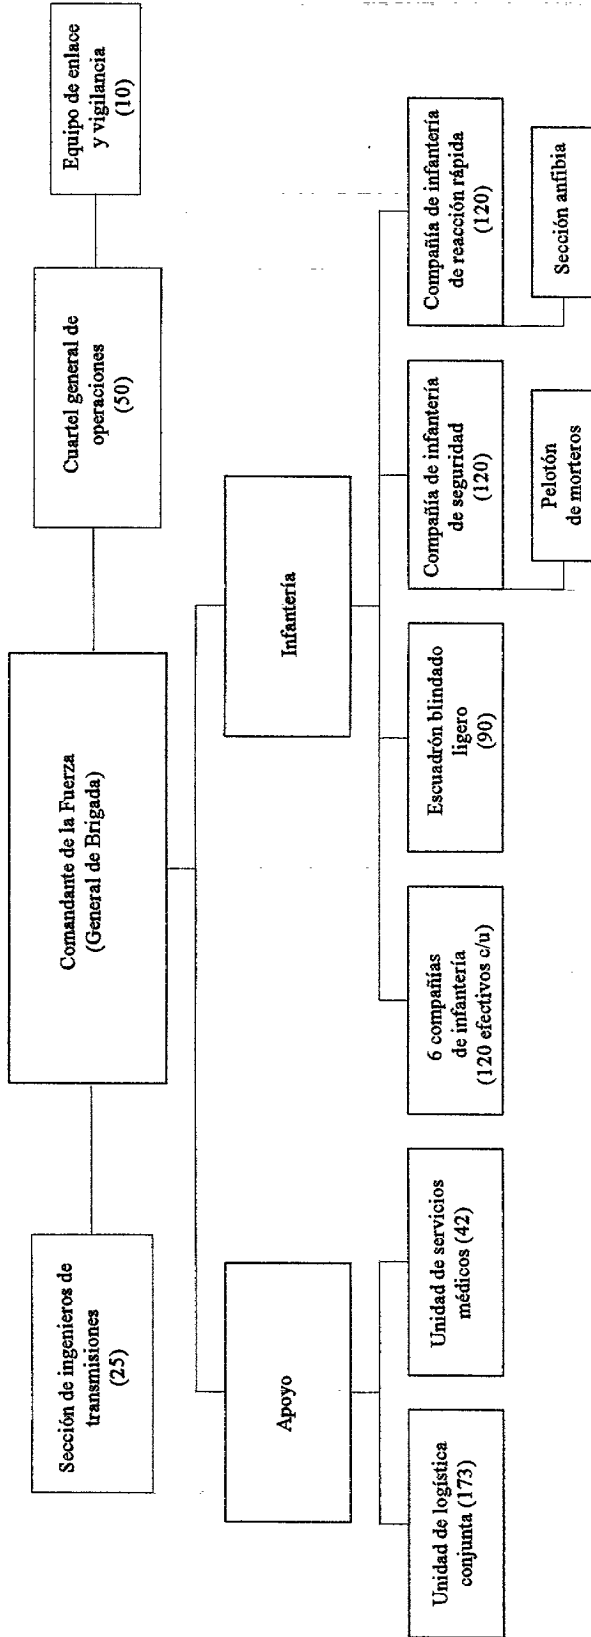 Comandante de la Fuerza
(General de Brigada)
Sección de ingenieros de
transmisiones
(25)
Cuartel general de
operaciones
(50)
Equipo de enlace
y vigilancia
(10)
Apoyo
Infantería
Unidad de logística
conjunta (173)
Unidad de servicios
médicos (42)
6 compañías
de infantería
(120 efectivos c/u)
Escuadrón blindado
ligero
(90)
Compañía de infantería
de seguridad
(120)
Compañía de infantería
de reacción rápida
(120)
Pelotón
de morteros
Sección anfibia